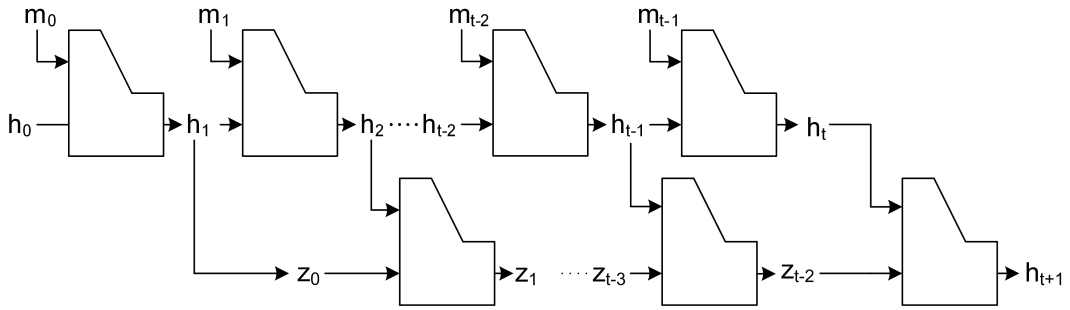 m0 m1 mt-2 mt-1
h0 h1 h2 ····· ht-2 ht-1 ht
z0 z1 ····· zt-3 zt-2 ht+1